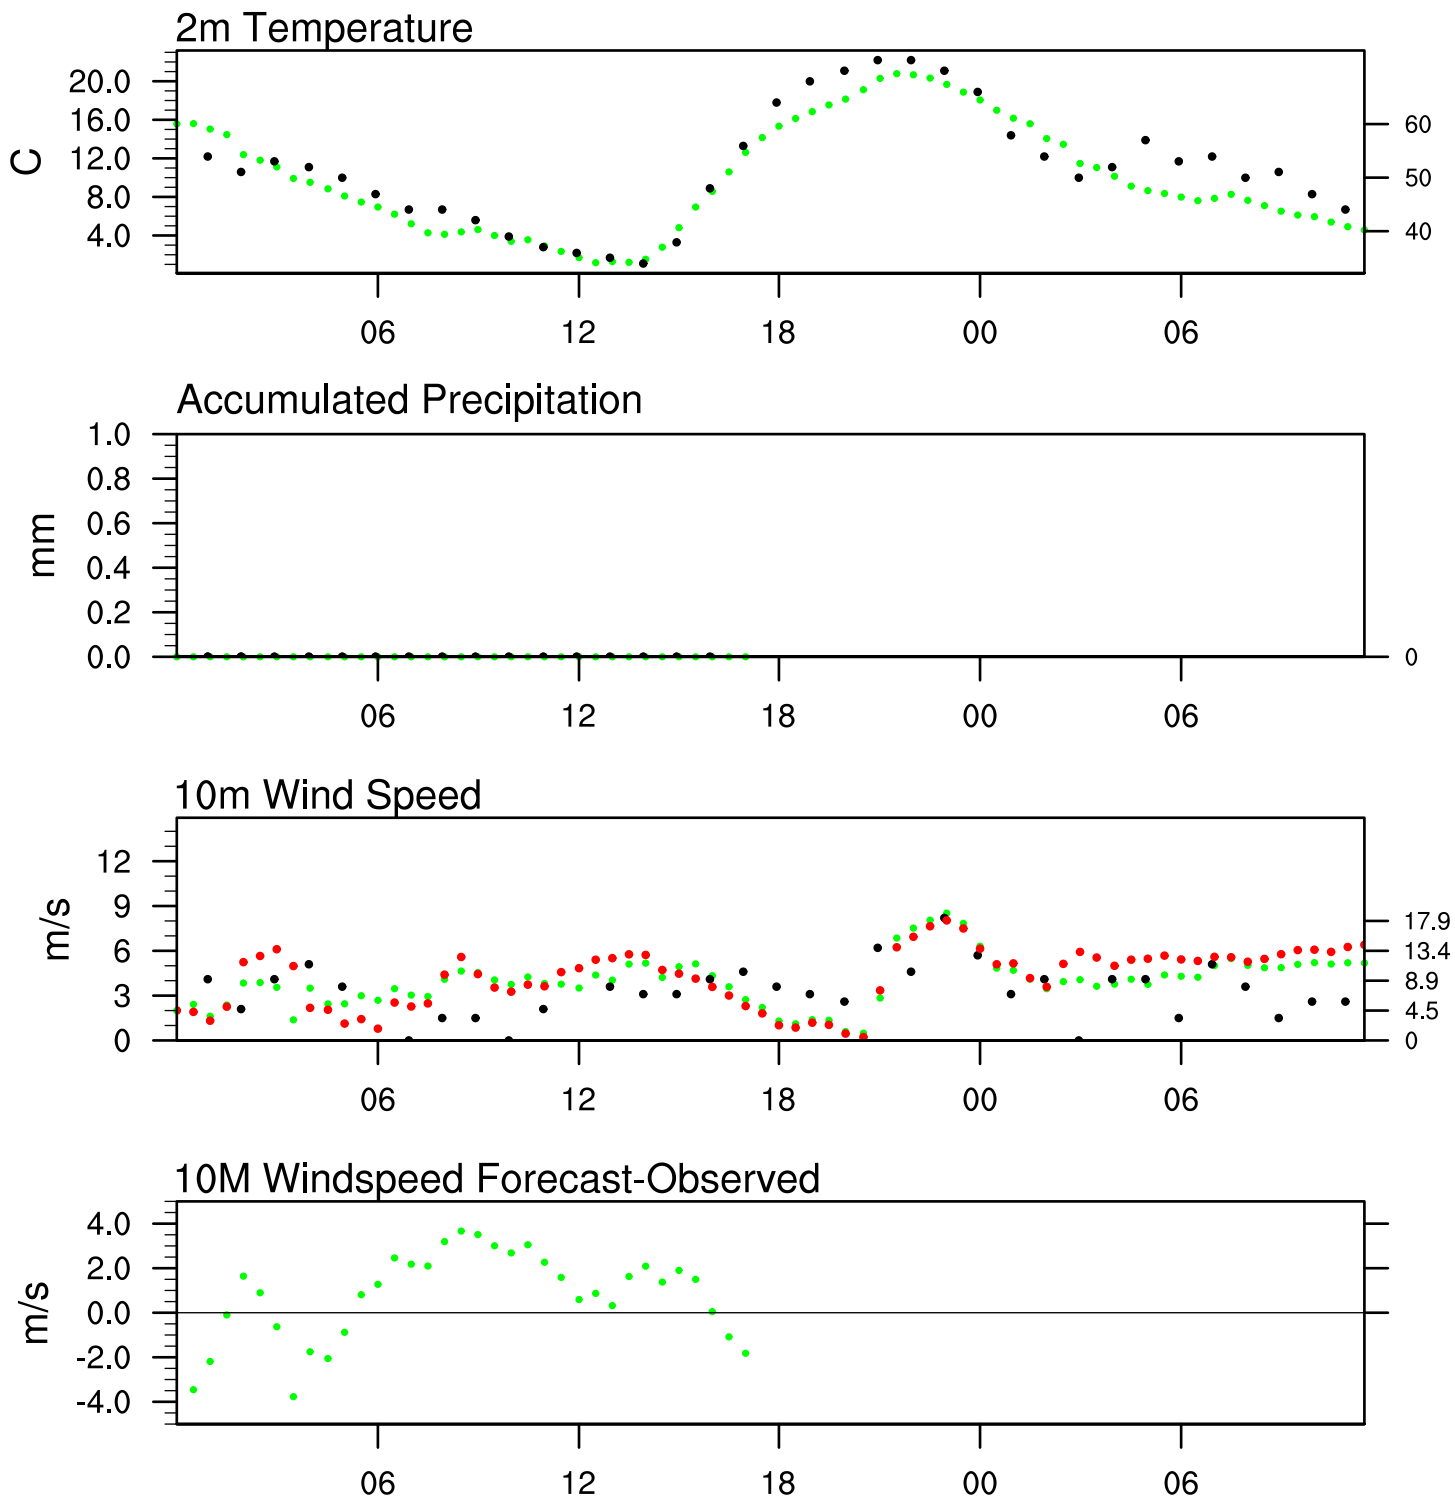 2m Temperature
20.0
16.0
12.0
8.0
4.0
C
60
50
40
06 12 18 00 06
Accumulated Precipitation
1.0
0.8
0.6
0.4
0.2
0.0
mm
0
06 12 18 00 06
10m Wind Speed
12
9
6
3
0
m/s
17.9
13.4
8.9
4.5
0
06 12 18 00 06
10M Windspeed Forecast-Observed
4.0
2.0
0.0
-2.0
-4.0
m/s
06 12 18 00 06